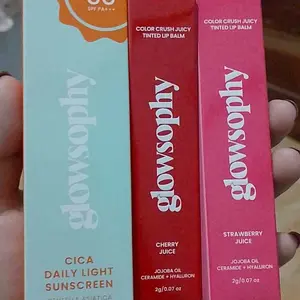 SPF PA+++
glowsophy
CICA
DAILY LIGHT
SUNSCREEN
COLOR CRUSH JUICY
TINTED LIP BALM
glowsophy
CHERRY
JUICE
JOJOBA OIL
CERAMIDE + HYALURON
2g/0.07 oz
COLOR CRUSH JUICY
TINTED LIP BALM
glowsophy
STRAWBERRY
JUICE
JOJOBA OIL
CERAMIDE + HYALURON
2g/0.07 oz